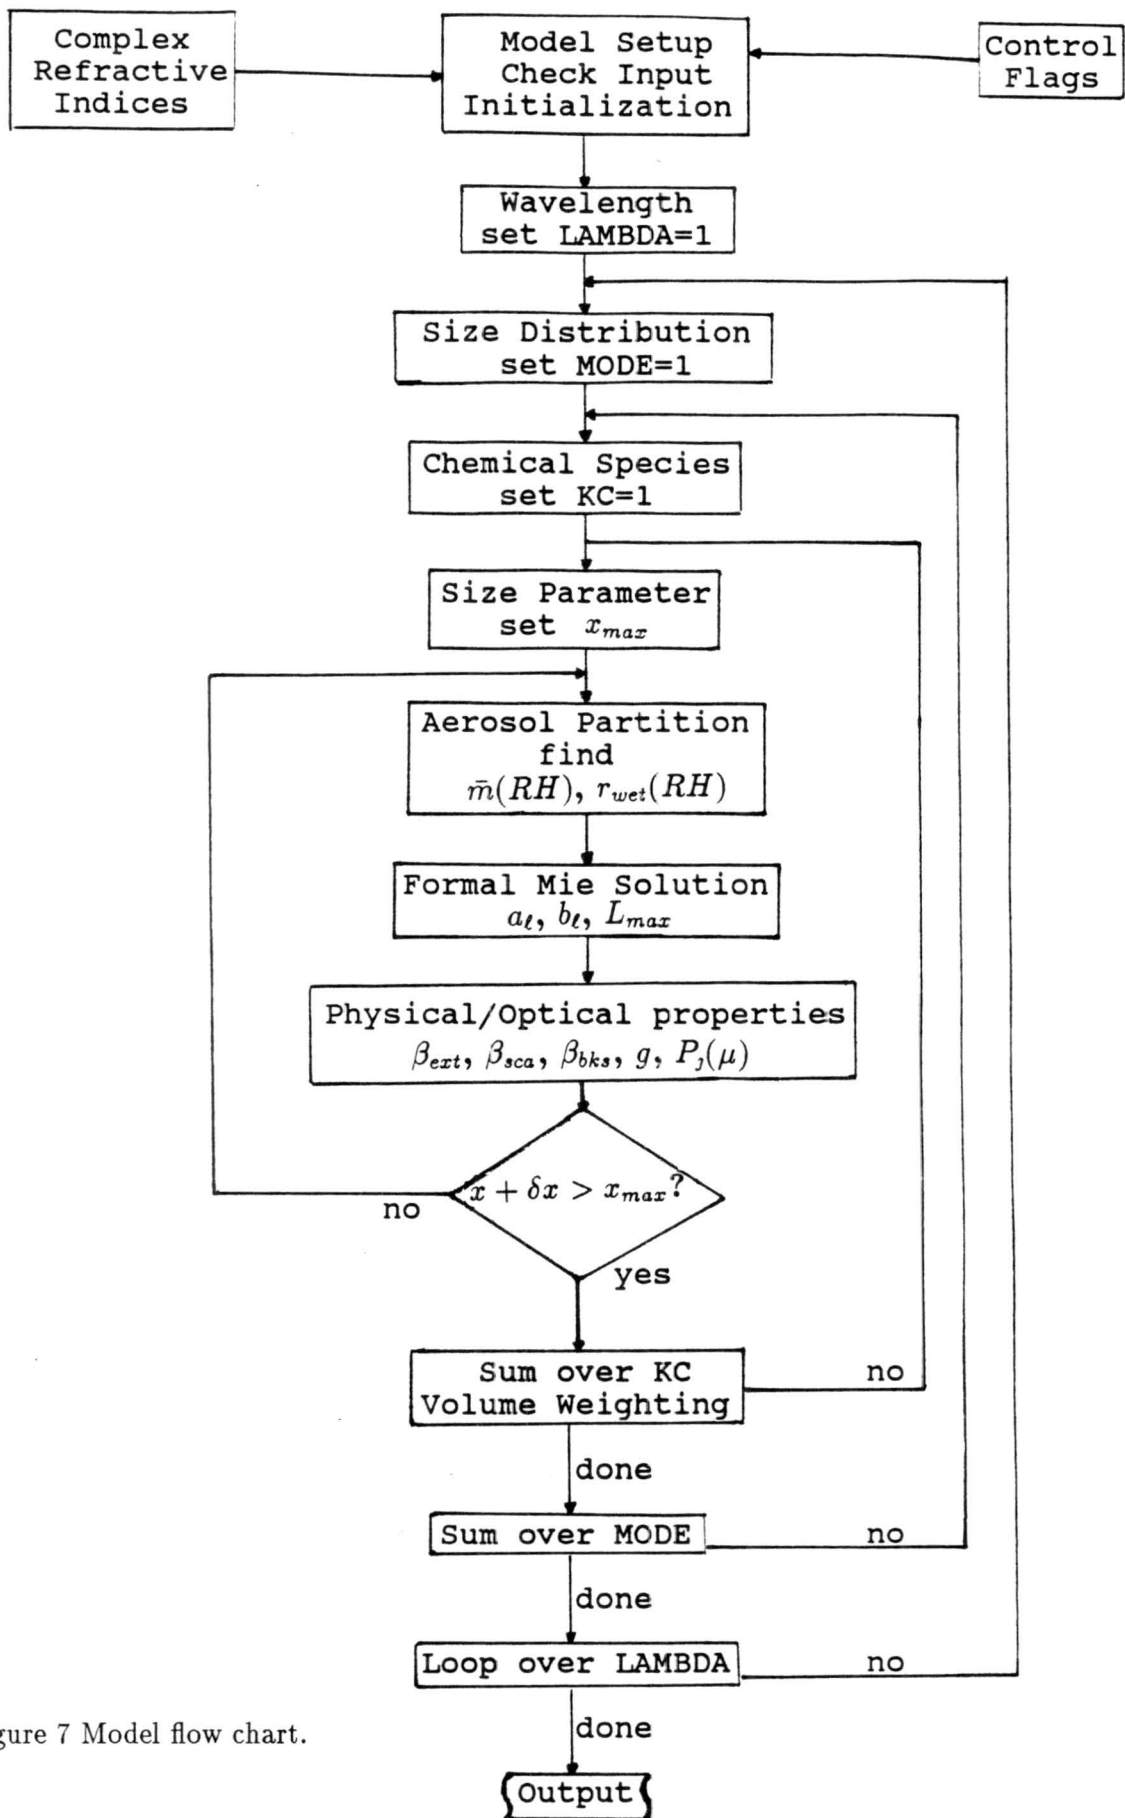 Complex
Refractive
Indices
Model Setup
Check Input
Initialization
Control
Flags
Wavelength
set LAMBDA=1
Size Distribution
set MODE=1
Chemical Species
set KC=1
Size Parameter
set x_max
Aerosol Partition
find
m̄(RH), r_wet(RH)
Formal Mie Solution
a_ℓ, b_ℓ, L_max
Physical/Optical properties
β_ext, β_sca, β_bks, g, P_j(μ)
x + δx > x_max?
no
yes
Sum over KC
Volume Weighting
no
done
Sum over MODE
no
done
Loop over LAMBDA
no
done
gure 7 Model flow chart.
Output